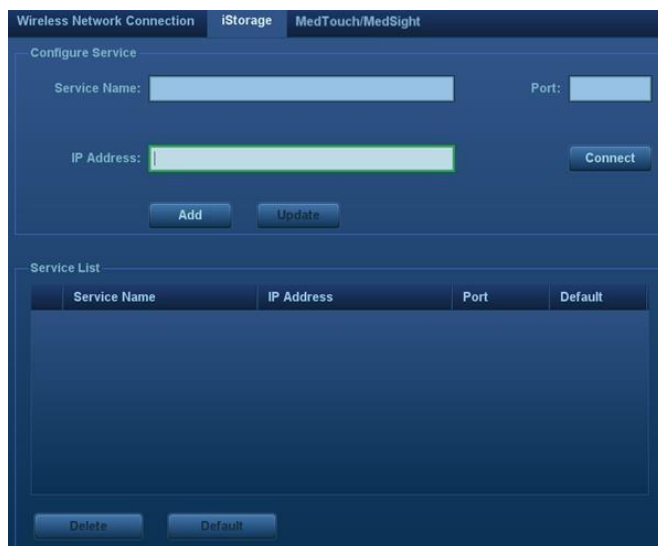 Wireless Network Connection iStorage MedTouch/MedSight
Configure Service
Service Name: Port:
IP Address: Connect
Add Update
Service List
Service Name IP Address Port Default
Delete Default